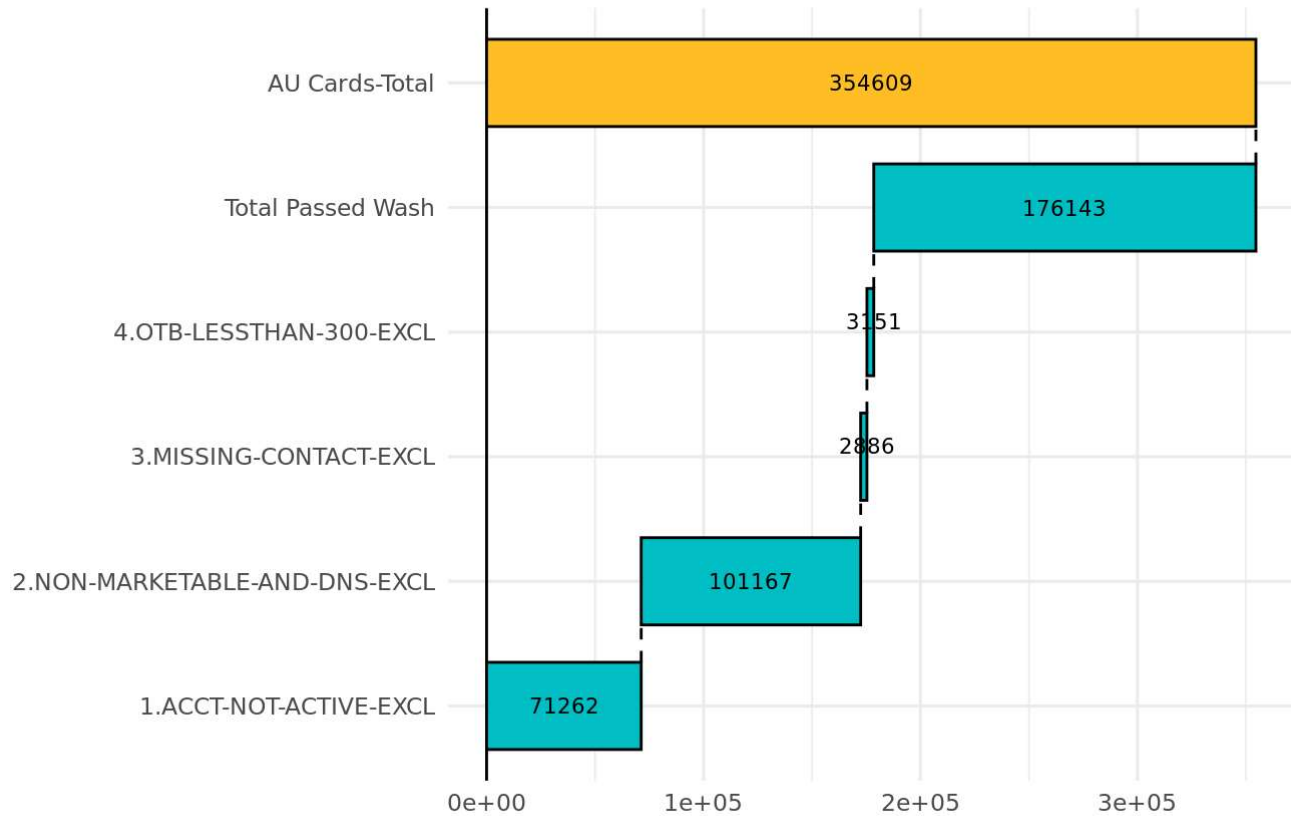 AU Cards-Total
354609
Total Passed Wash
176143
4.OTB-LESSTHAN-300-EXCL
3151
3.MISSING-CONTACT-EXCL
2886
2.NON-MARKETABLE-AND-DNS-EXCL
101167
1.ACCT-NOT-ACTIVE-EXCL
71262
0e+00 1e+05 2e+05 3e+05